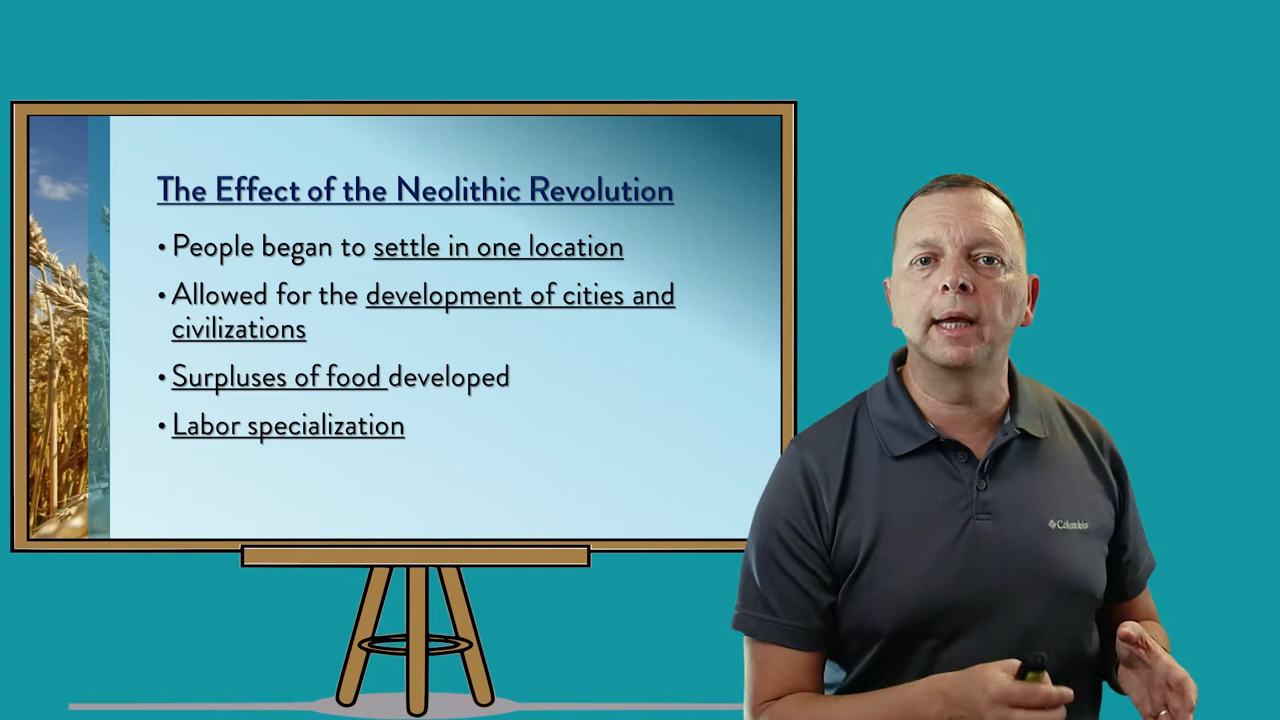 The Effect of the Neolithic Revolution
• People began to settle in one location
• Allowed for the development of cities and
civilizations
• Surpluses of food developed
• Labor specialization
Columbia